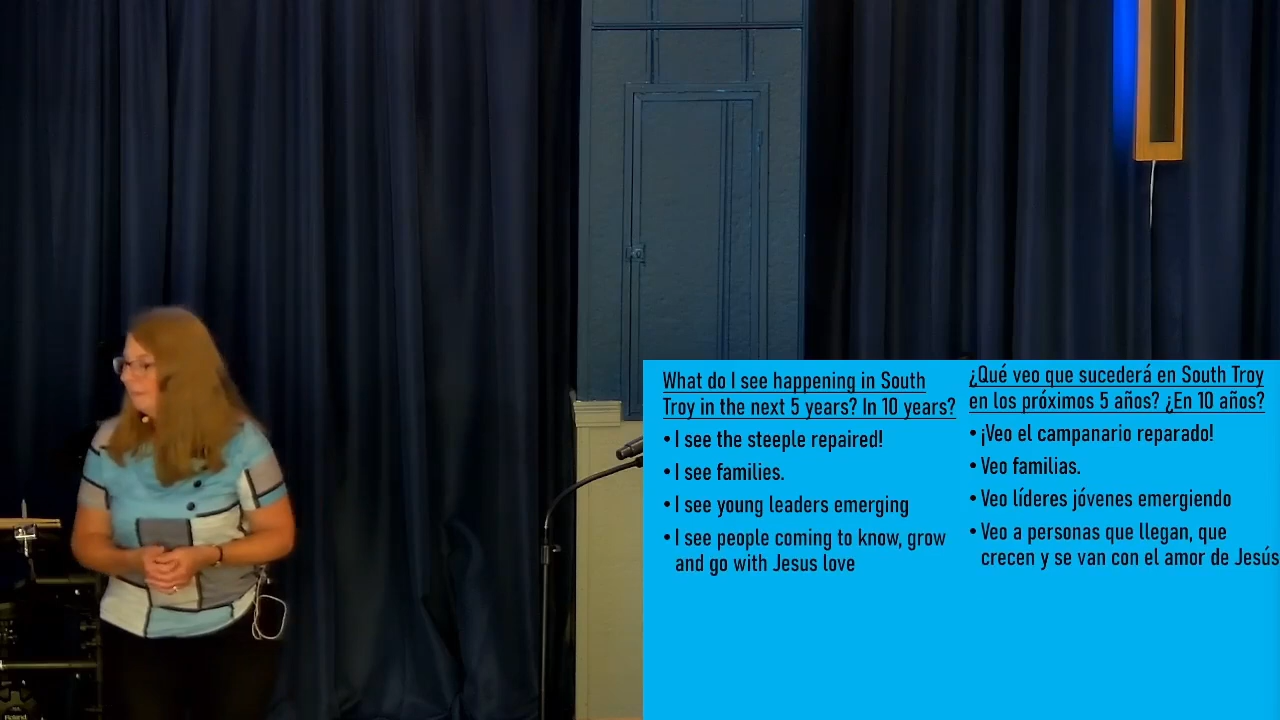 What do I see happening in South
Troy in the next 5 years? In 10 years?
• I see the steeple repaired!
• I see families.
• I see young leaders emerging
• I see people coming to know, grow
and go with Jesus love
¿Qué veo que sucederá en South Troy
en los próximos 5 años? ¿En 10 años?
• ¡Veo el campanario reparado!
• Veo familias.
• Veo líderes jóvenes emergiendo
• Veo a personas que llegan, que
crecen y se van con el amor de Jesús
Roland